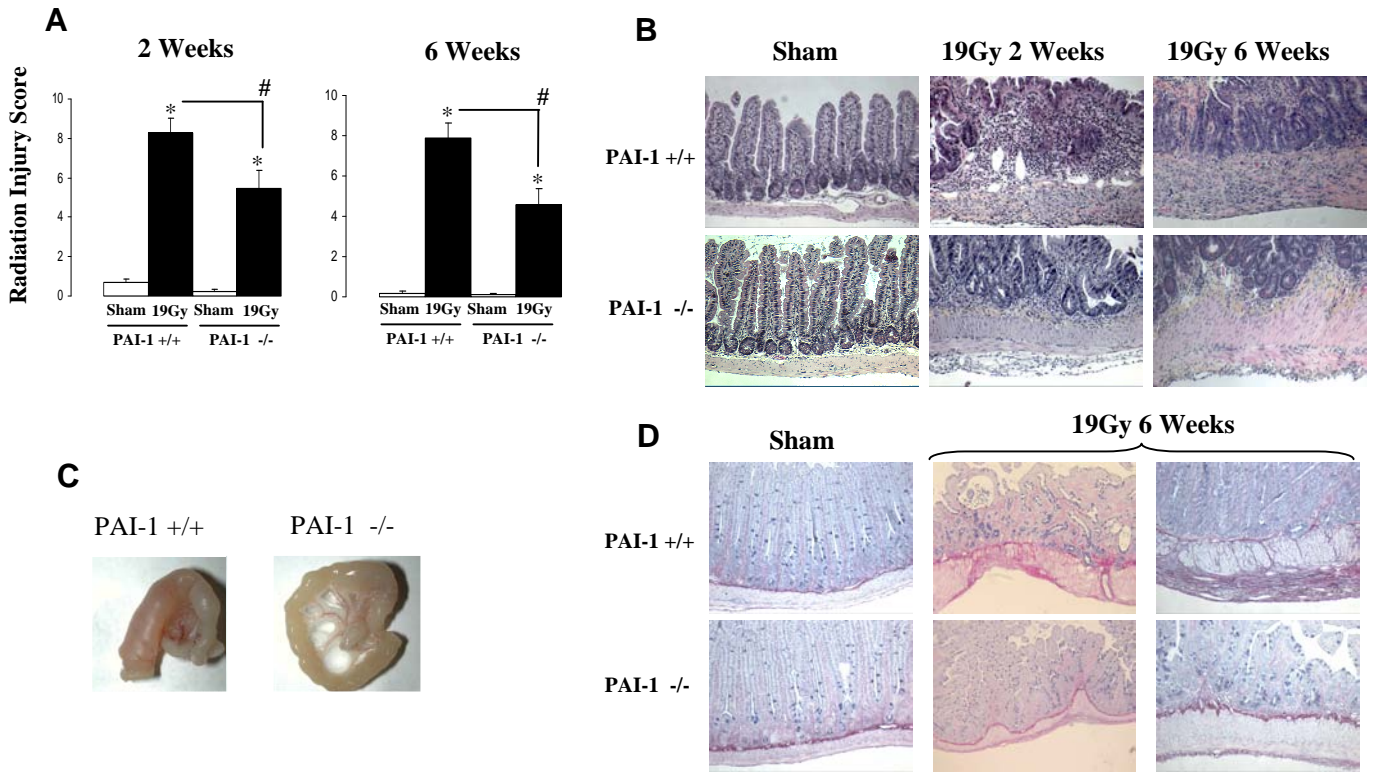 A
2 Weeks
6 Weeks
Radiation Injury Score
10
8
6
4
2
0
* * #
Sham 19Gy Sham 19Gy
PAI-1 +/+ PAI-1 -/-
10
8
6
4
2
0
* * #
Sham 19Gy Sham 19Gy
PAI-1 +/+ PAI-1 -/-
B
Sham 19Gy 2 Weeks 19Gy 6 Weeks
PAI-1 +/+
PAI-1 -/-
C
PAI-1 +/+ PAI-1 -/-
D
Sham 19Gy 6 Weeks
PAI-1 +/+
PAI-1 -/-